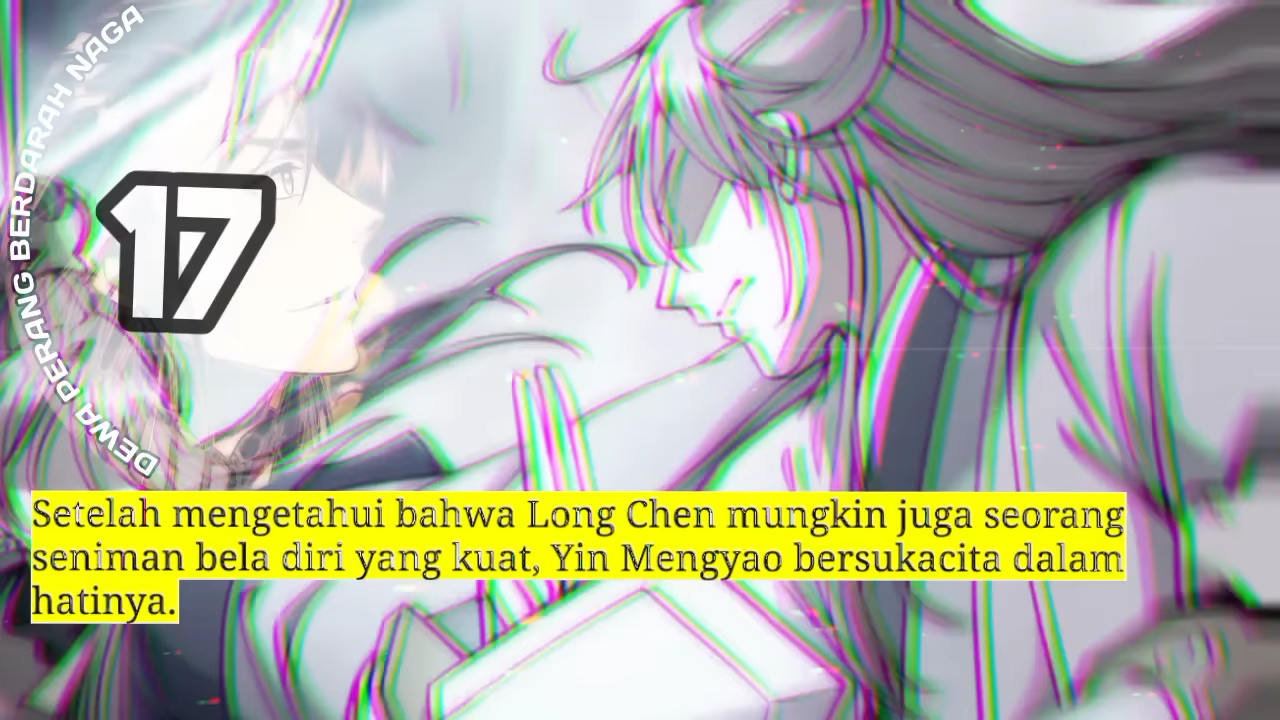 DEWA PERANG BERDARAH NAGA
17
Setelah mengetahui bahwa Long Chen mungkin juga seorang
seniman bela diri yang kuat, Yin Mengyao bersukacita dalam
hatinya.